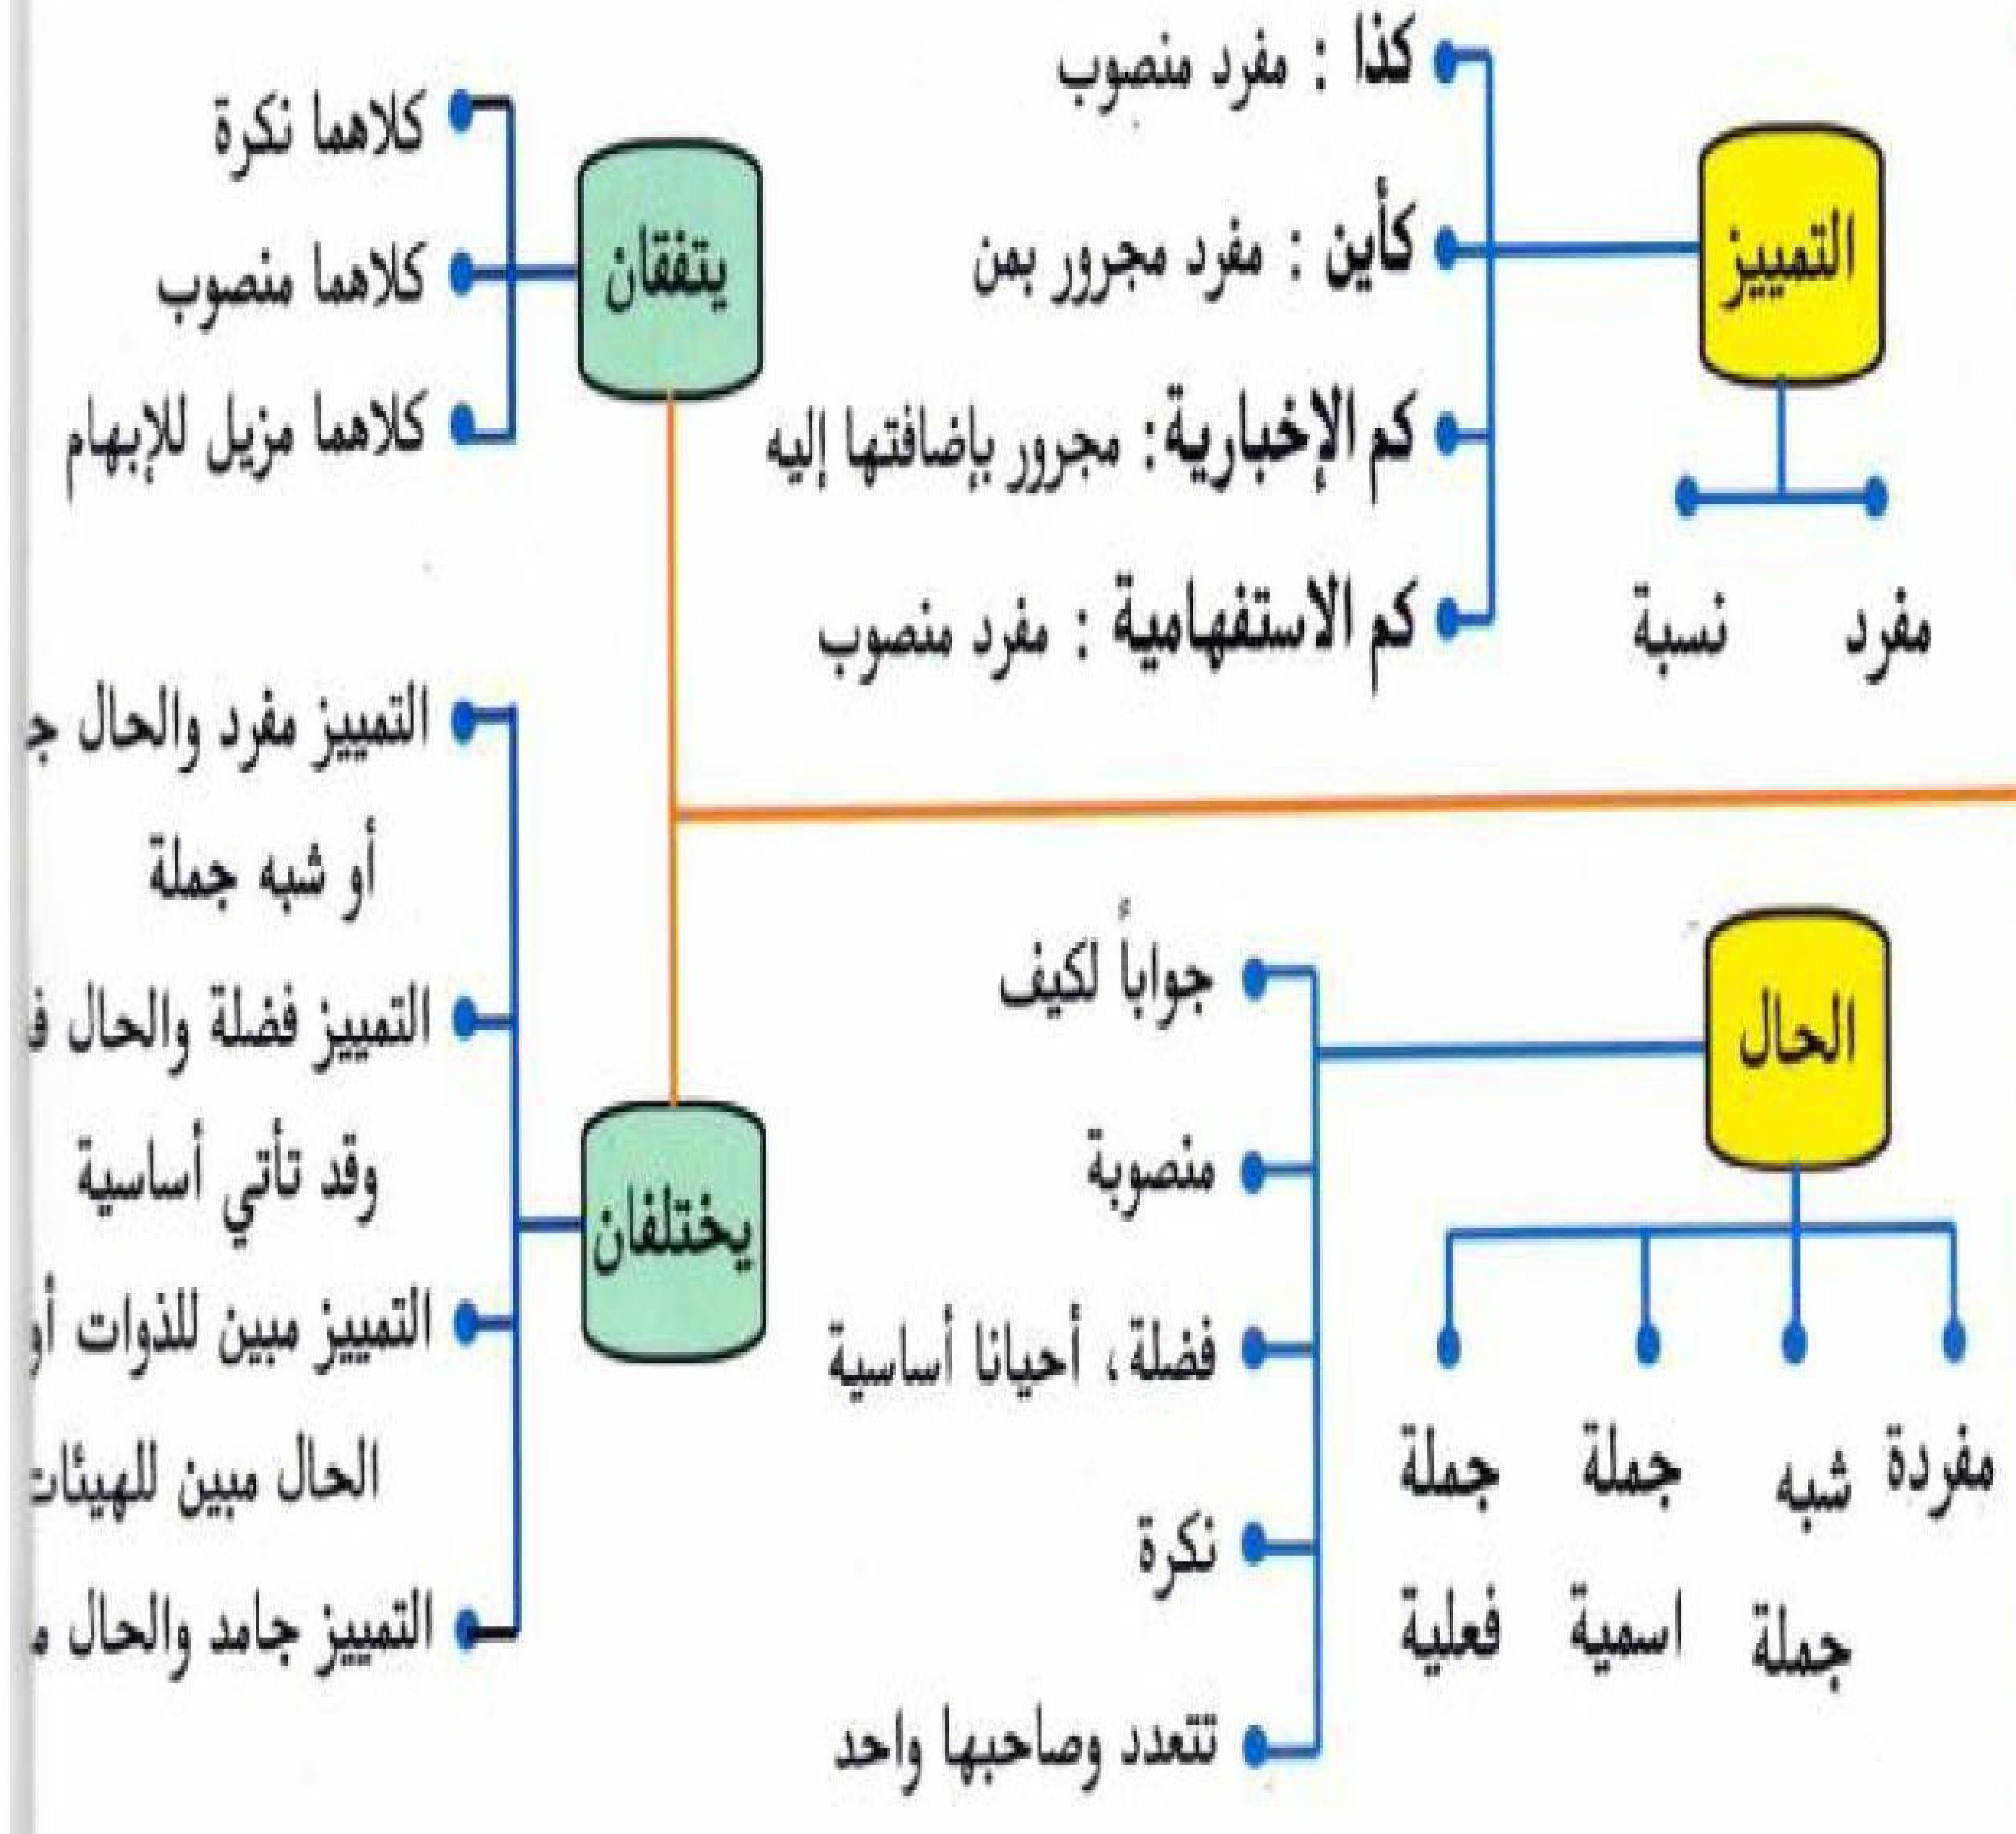 التمييز
مفرد
نسبة
كذا : مفرد منصوب
كأين : مفرد مجرور بمن
كم الإخبارية : مجرور بإضافتها إليه
كم الاستفهامية : مفرد منصوب
الحال
مفردة
شبه
جملة
جملة
اسمية
جملة
فعلية
جواباً لكيف
منصوبة
فضلة، أحيانا أساسية
نكرة
تتعدد وصاحبها واحد
يتفقان
كلاهما نكرة
كلاهما منصوب
كلاهما مزيل للإبهام
يختلفان
التمييز مفرد والحال
أو شبه جملة
التمييز فضلة والحال
وقد تأتي أساسية
التمييز مبين للذوات أو
الحال مبين للهيئات
التمييز جامد والحال